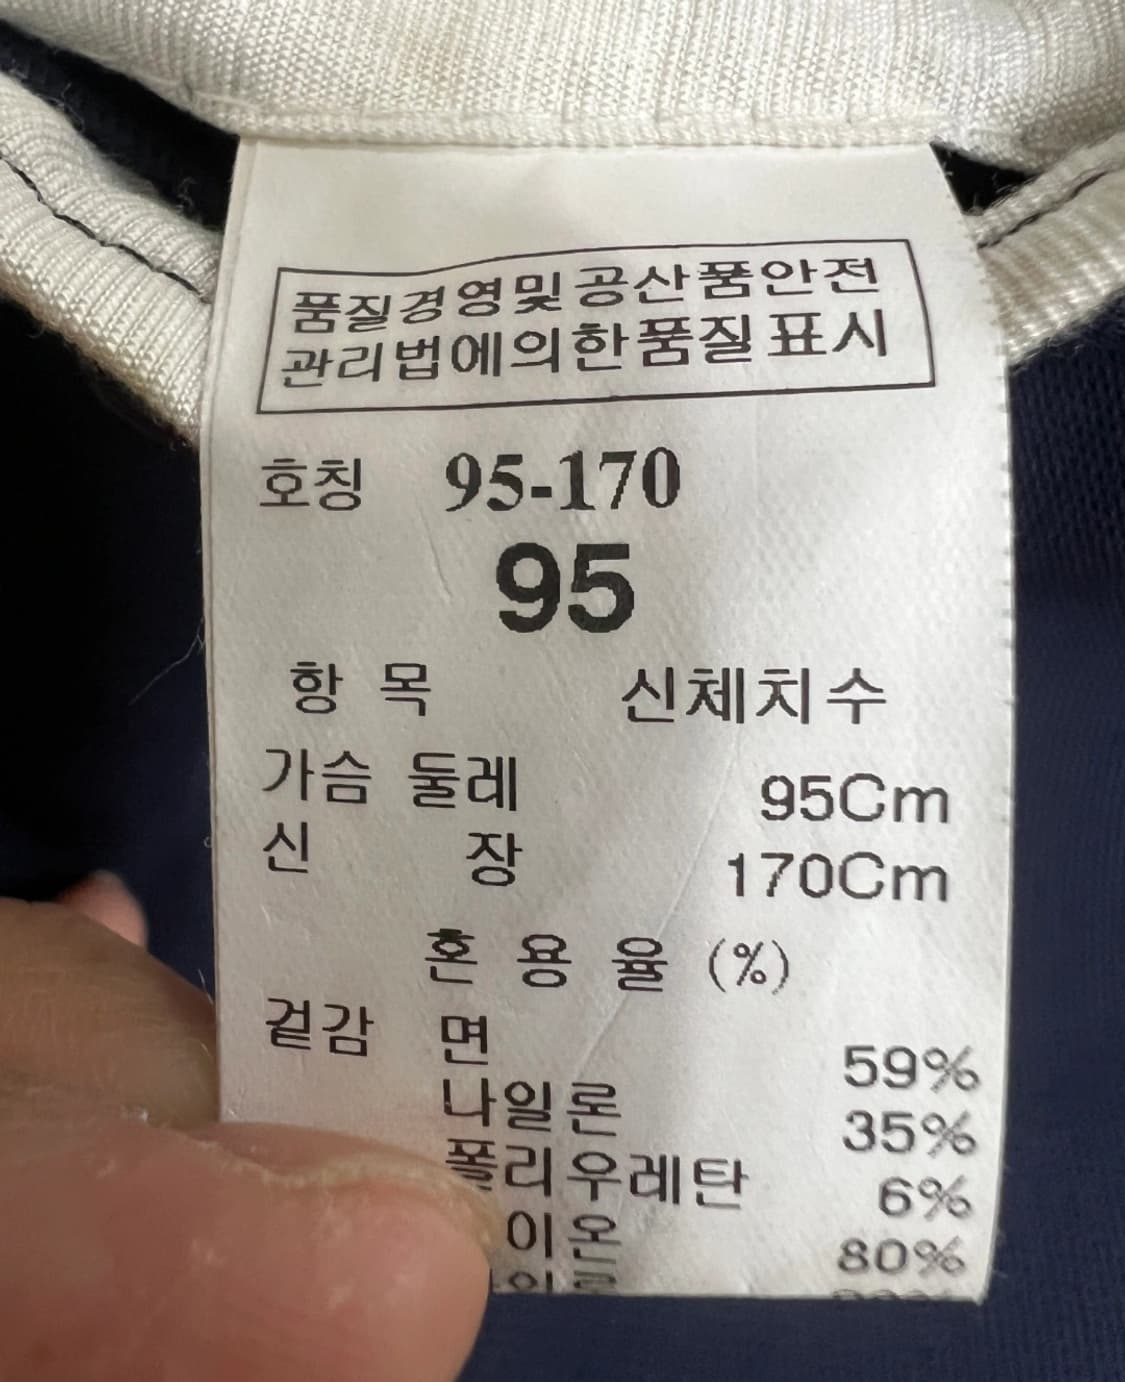 품질경영및공산품안전
관리법에의한품질표시
호칭 95-170
95
항 목 신체치수
가슴 둘레 95Cm
신 장 170Cm
혼 용 율 (%)
겉감 면 59%
나일론 35%
폴리우레탄 6%
80%